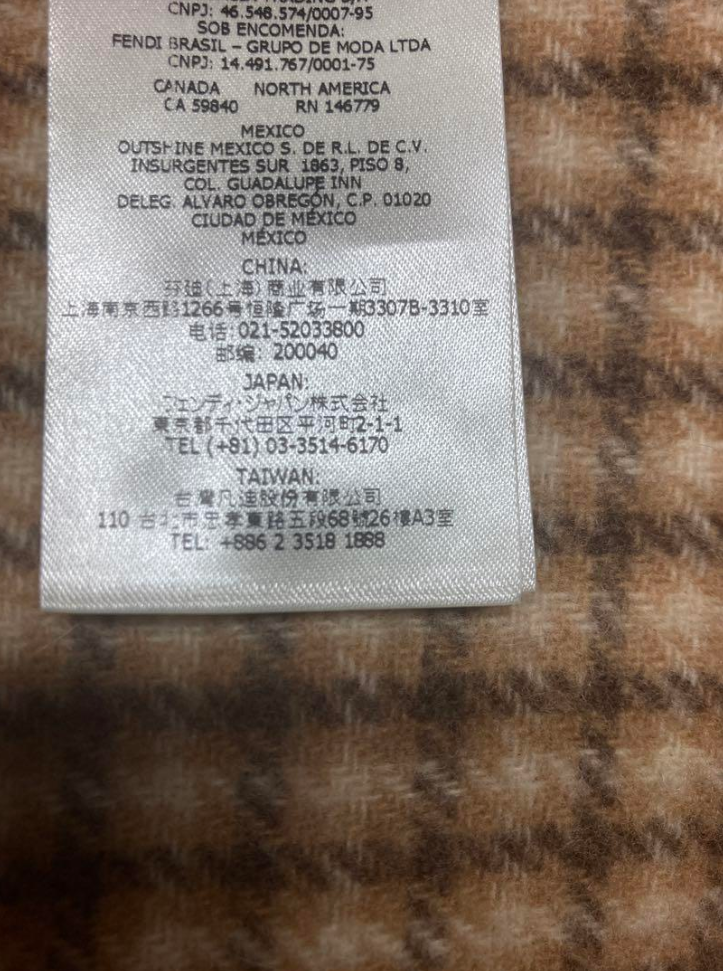 CNPJ: 46.548.574/0007-95
SOB ENCOMENDA:
FENDI BRASIL – GRUPO DE MODA LTDA
CNPJ: 14.491.767/0001-75
CANADA NORTH AMERICA
CA 59840 RN 146779
MEXICO
OUTSHINE MEXICO S. DE R.L. DE C.V.
INSURGENTES SUR 1863, PISO 8,
COL. GUADALUPE INN
DELEG. ALVARO OBREGÓN, C.P. 01020
CIUDAD DE MÉXICO
MÉXICO
CHINA:
芬迪(上海)商业有限公司
上海南京西路1266号恒隆广场一期3307B-3310室
电话: 021-52033800
邮编: 200040
JAPAN:
フェンディ・ジャパン株式会社
東京都千代田区平河町2-1-1
TEL (+81) 03-3514-6170
TAIWAN:
台灣凡迪股份有限公司
110 台北市忠孝東路五段68號26樓A3室
TEL: +886 2 3518 1888